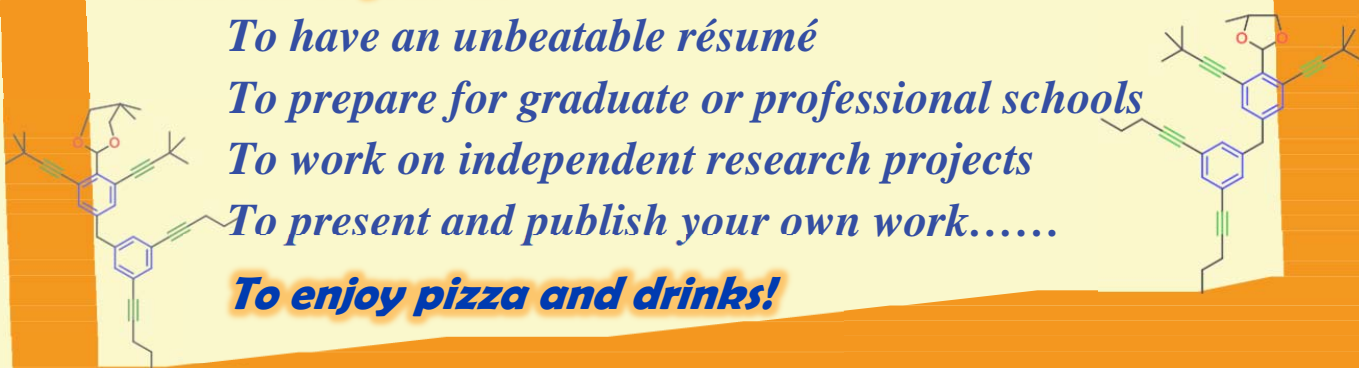 To have an unbeatable résumé
To prepare for graduate or professional schools
To work on independent research projects
To present and publish your own work......
To enjoy pizza and drinks!
O O
O O